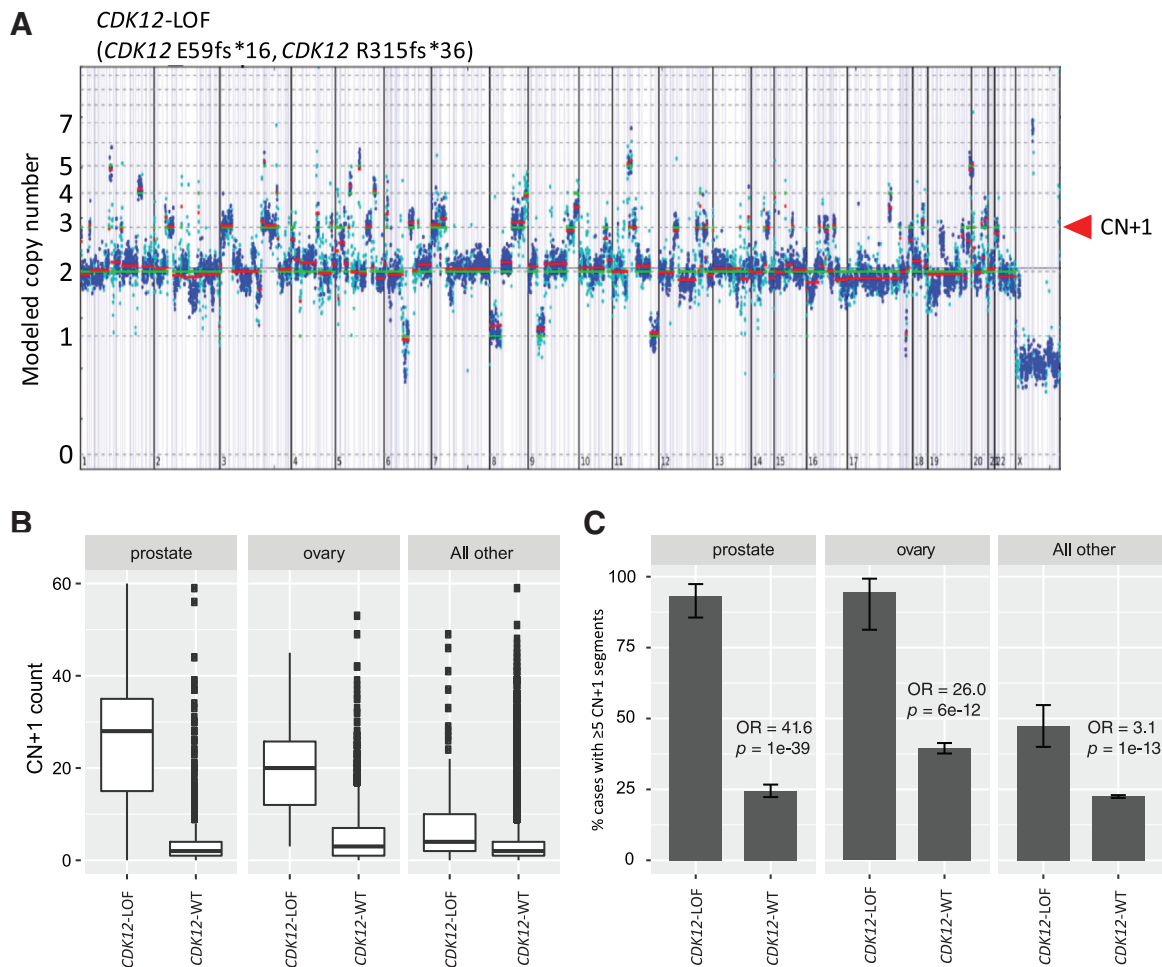 A
CDK12-LOF
(CDK12 E59fs*16, CDK12 R315fs*36)
Modeled copy number
7
5
4
3
2
1
0
CN+1
1 2 3 4 5 6 7 8 9 10 11 12 13 14 15 16 17 18 19 20 21 22 X
B
prostate ovary All other
CN+1 count
60
40
20
0
CDK12-LOF CDK12-WT CDK12-LOF CDK12-WT CDK12-LOF CDK12-WT
C
prostate ovary All other
% cases with ≥5 CN+1 segments
100
75
50
25
0
OR = 41.6
p = 1e-39
OR = 26.0
p = 6e-12
OR = 3.1
p = 1e-13
CDK12-LOF CDK12-WT CDK12-LOF CDK12-WT CDK12-LOF CDK12-WT